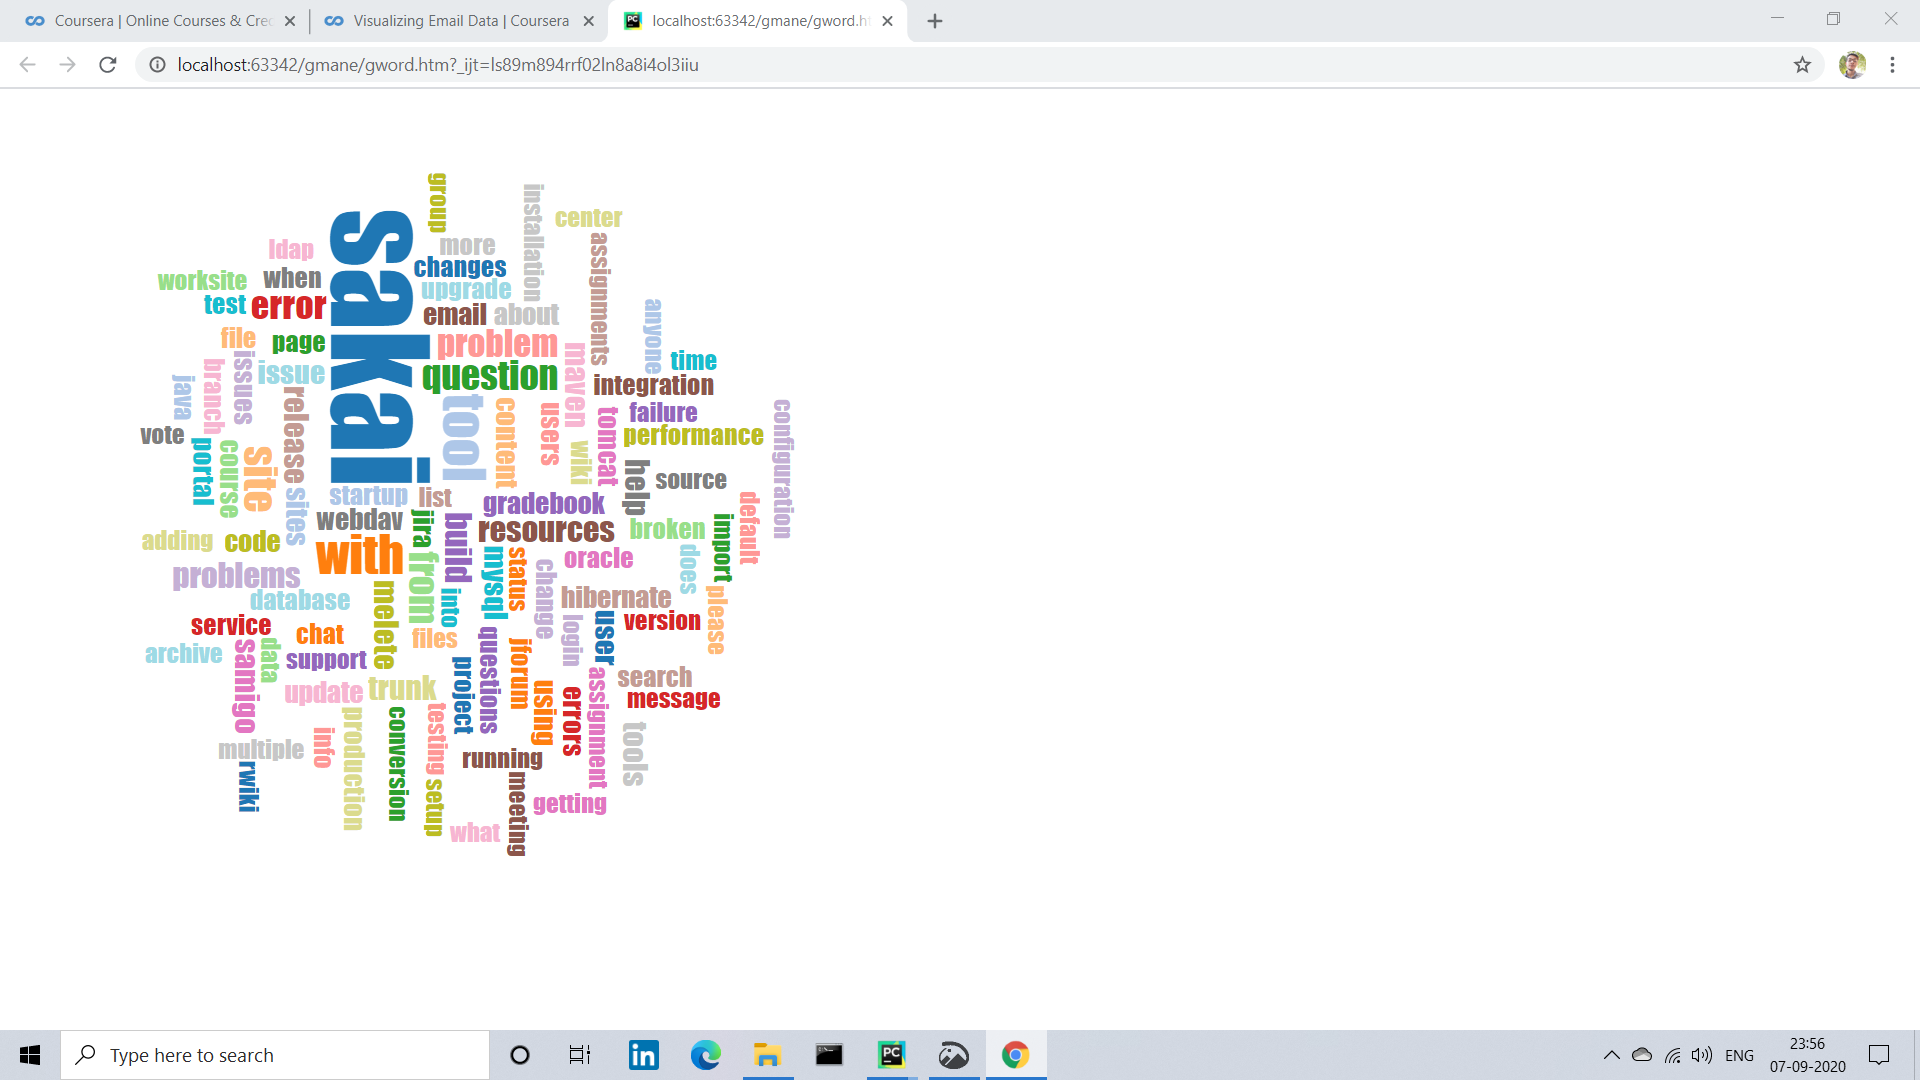 Coursera | Online Courses & Cre
Visualizing Email Data | Coursera
localhost:63342/gmane/gword.h
localhost:63342/gmane/gword.htm?_ijt=ls89m894rrf02ln8a8i4ol3iiu
group
installation
center
ldap
sakai
more
assignments
worksite
when
changes
upgrade
test
error
email
about
anyone
file
page
problem
time
issues
branch
java
issue
question
maven
integration
release
tool
content
users
tomcat
failure
configuration
vote
performance
portal
course
site
wiki
help
source
sites
startup
list
gradebook
default
webdav
jira
build
resources
broken
import
adding
code
with
from
mysql
status
change
oracle
does
problems
database
melete
into
hibernate
please
service
chat
files
questions
login
user
version
archive
samigo
data
support
project
jforum
search
assignment
update
trunk
using
errors
message
production
conversion
testing
tools
multiple
info
running
rwiki
setup
meeting
getting
what
Type here to search
PC
ENG
23:56
07-09-2020